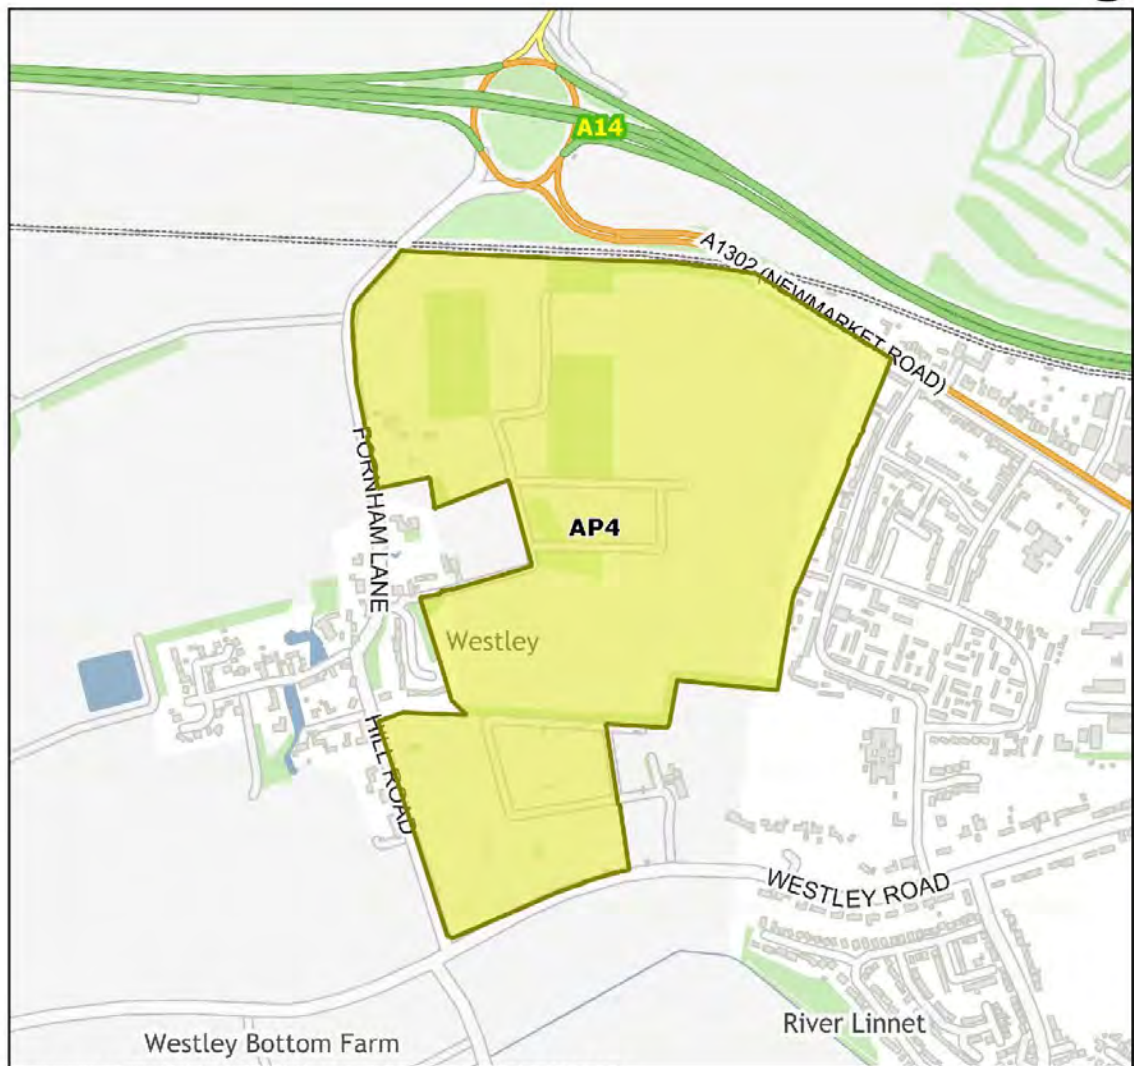 A14
A1302 (NEWMARKET ROAD)
FORNHAM LANE
AP4
Westley
HILL ROAD
WESTLEY ROAD
River Linnet
Westley Bottom Farm